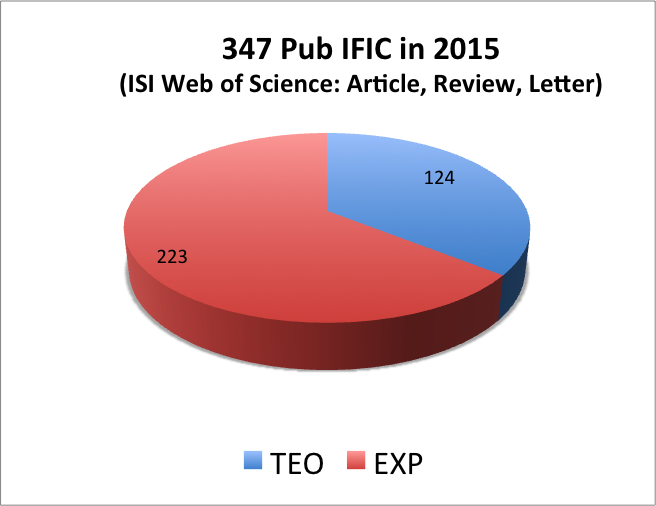 347 Pub IFIC in 2015
(ISI Web of Science: Article, Review, Letter)
124
223
TEO EXP